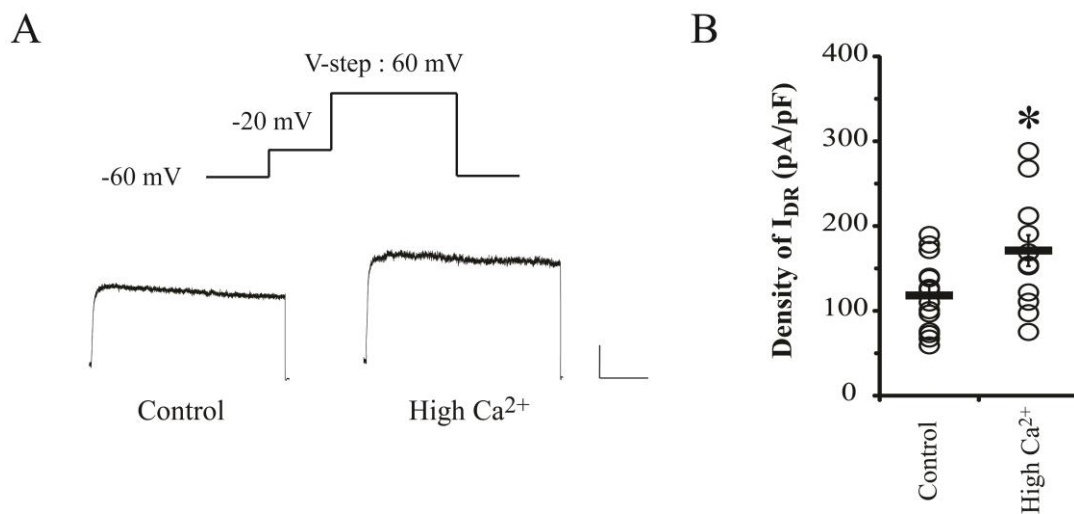 A
V-step : 60 mV
-20 mV
-60 mV
Control
High Ca²⁺
B
Density of I_DR (pA/pF)
400
300
200
100
0
*
Control
High Ca²⁺